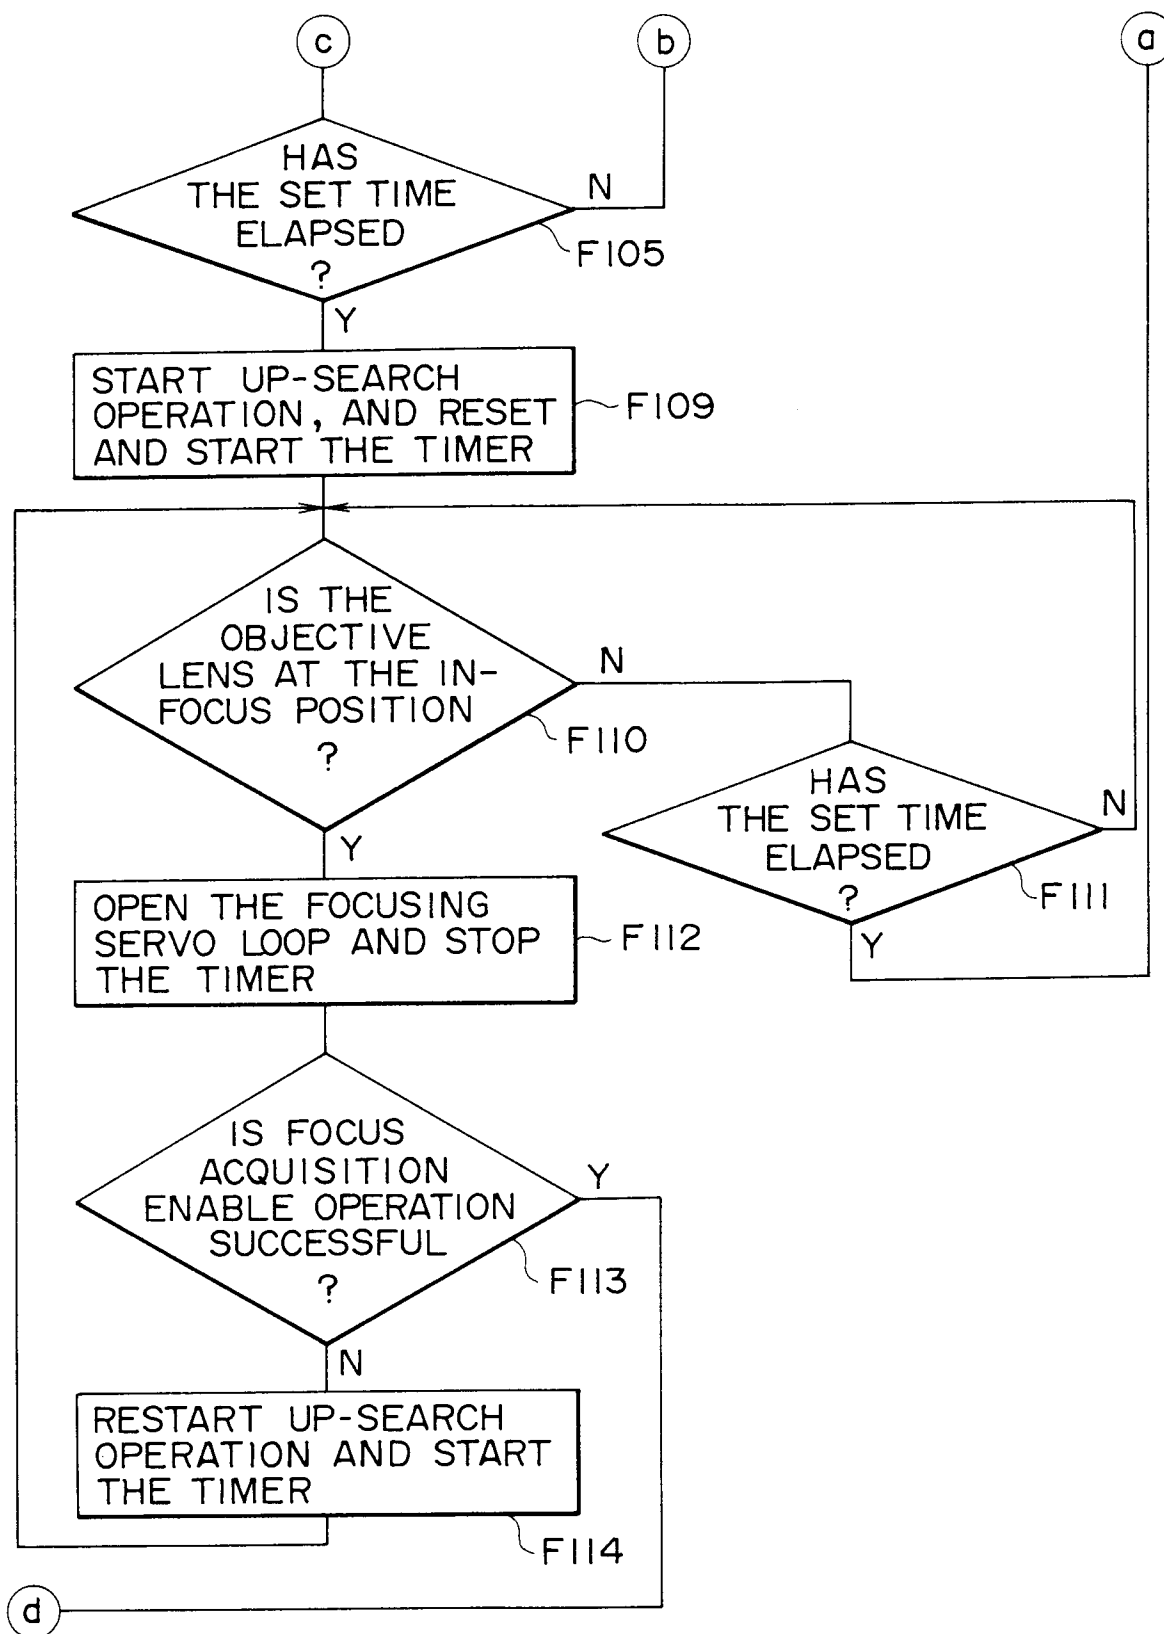 c
b
a
HAS
THE SET TIME
ELAPSED
?
N
F105
Y
START UP-SEARCH
OPERATION, AND RESET
AND START THE TIMER
F109
IS THE
OBJECTIVE
LENS AT THE IN-
FOCUS POSITION
?
N
F110
Y
HAS
THE SET TIME
ELAPSED
?
N
F111
Y
OPEN THE FOCUSING
SERVO LOOP AND STOP
THE TIMER
F112
IS FOCUS
ACQUISITION
ENABLE OPERATION
SUCCESSFUL
?
Y
F113
N
RESTART UP-SEARCH
OPERATION AND START
THE TIMER
F114
d